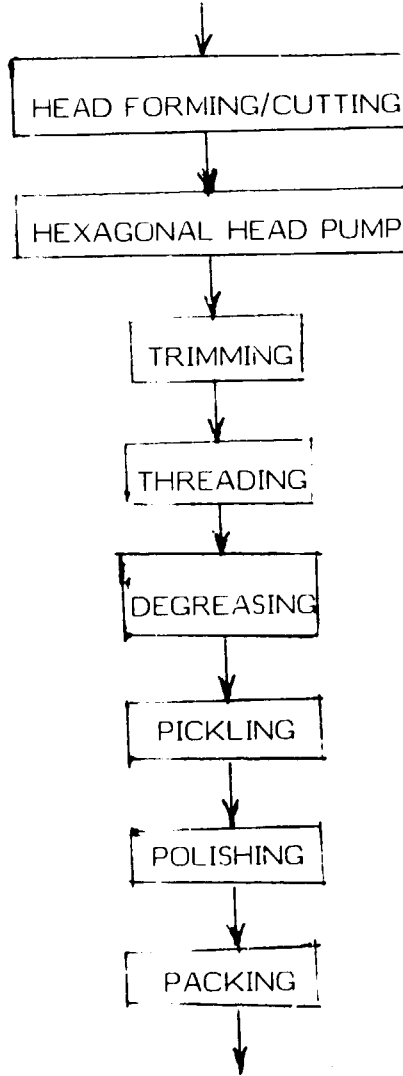 HEAD FORMING/CUTTING
HEXAGONAL HEAD PUMP
TRIMMING
THREADING
DEGREASING
PICKLING
POLISHING
PACKING